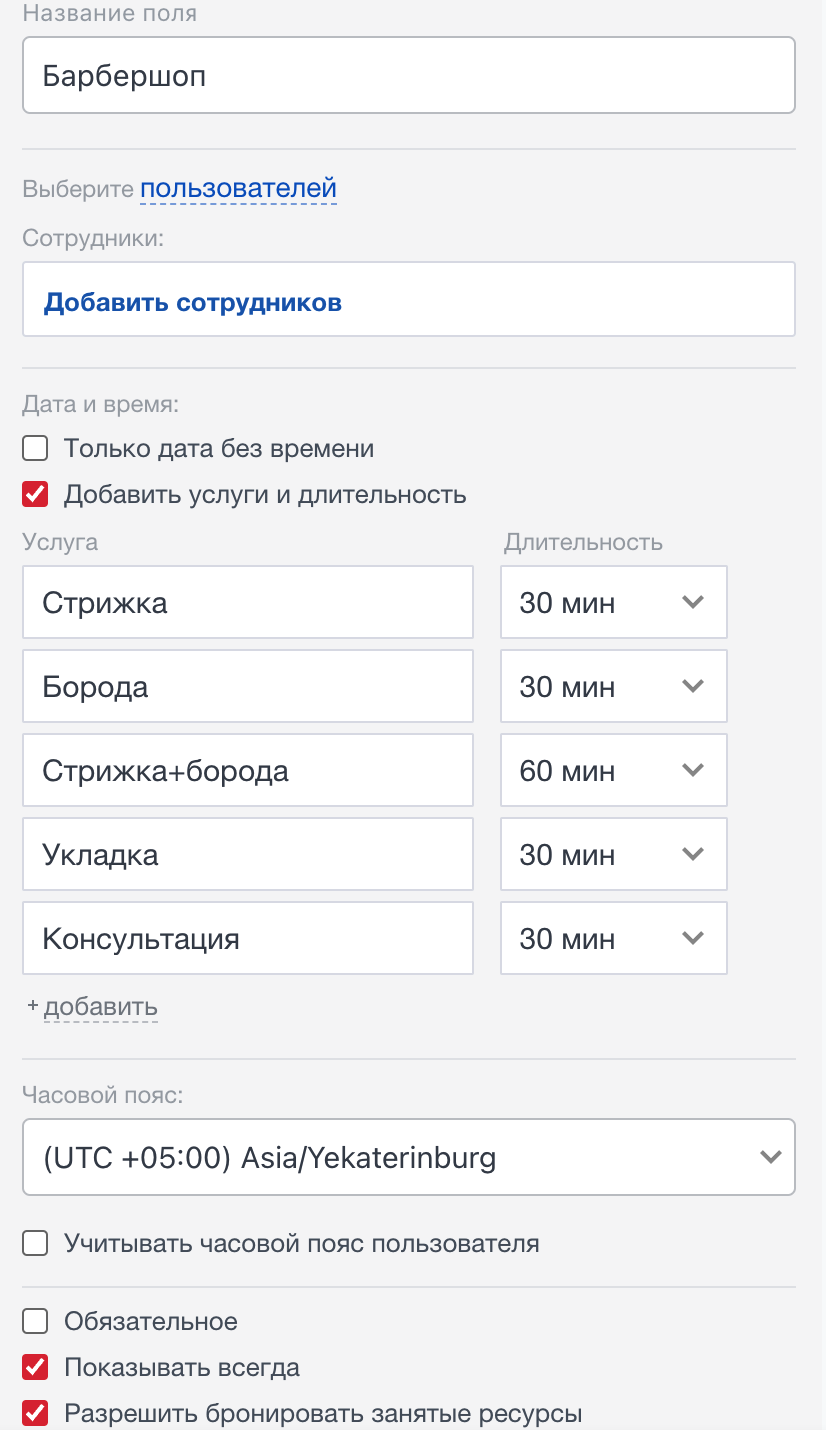 Название поля
Барбершоп
Выберите пользователей
Сотрудники:
Добавить сотрудников
Дата и время:
Только дата без времени
Добавить услуги и длительность
Услуга Длительность
Стрижка 30 мин
Борода 30 мин
Стрижка+борода 60 мин
Укладка 30 мин
Консультация 30 мин
+ добавить
Часовой пояс:
(UTC +05:00) Asia/Yekaterinburg
Учитывать часовой пояс пользователя
Обязательное
Показывать всегда
Разрешить бронировать занятые ресурсы